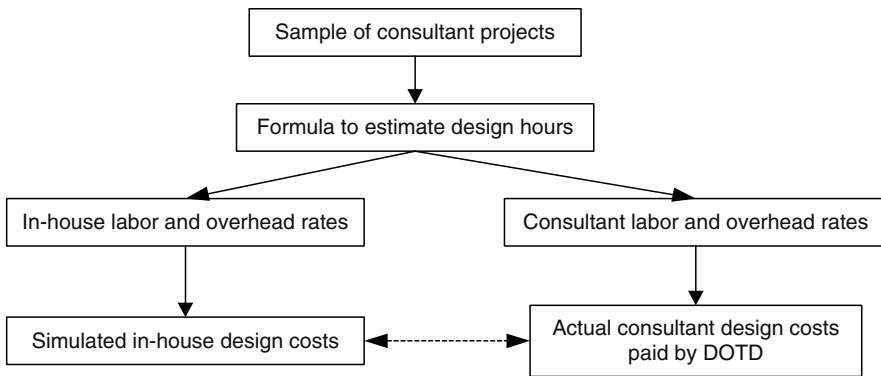 Sample of consultant projects
Formula to estimate design hours
In-house labor and overhead rates
Consultant labor and overhead rates
Simulated in-house design costs
Actual consultant design costs
paid by DOTD